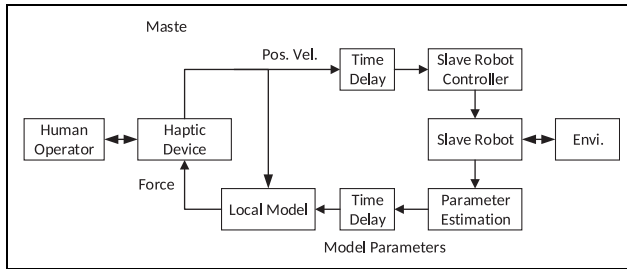 Maste
Pos. Vel.
Time
Delay
Slave Robot
Controller
Human
Operator
Haptic
Device
Slave Robot
Envi.
Force
Local Model
Time
Delay
Parameter
Estimation
Model Parameters